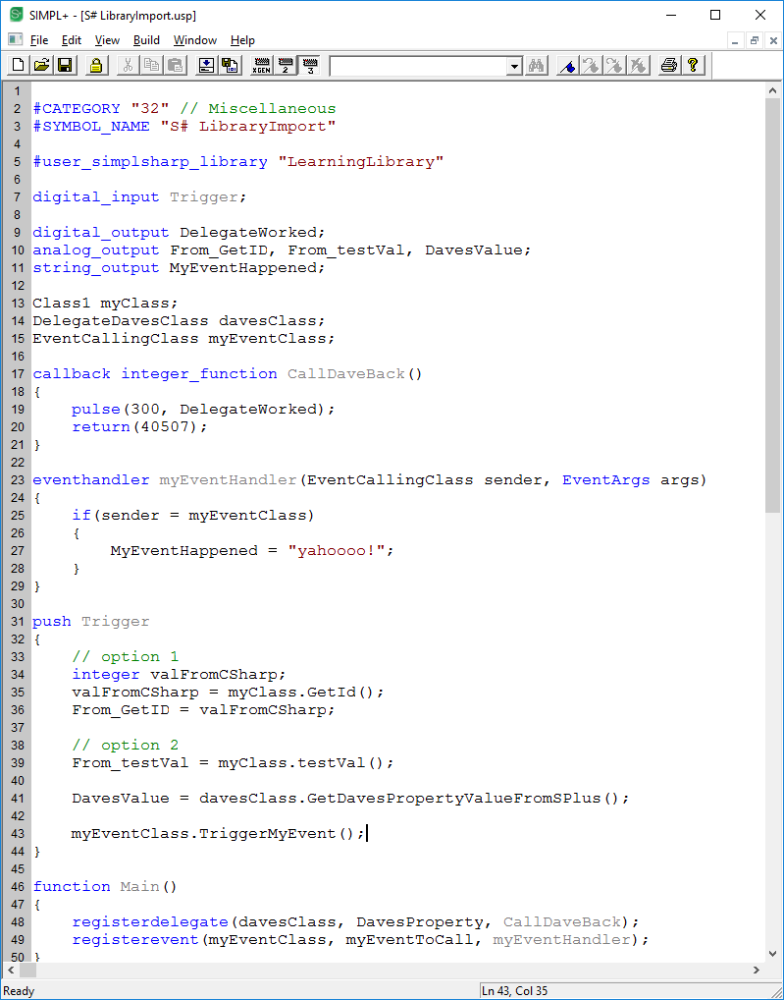 SIMPL+ - [S# LibraryImport.usp]
File Edit View Build Window Help
XGEN 2 3
1
2 #CATEGORY "32" // Miscellaneous
3 #SYMBOL_NAME "S# LibraryImport"
4
5 #user_simplsharp_library "LearningLibrary"
6
7 digital_input Trigger;
8
9 digital_output DelegateWorked;
10 analog_output From_GetID, From_testVal, DavesValue;
11 string_output MyEventHappened;
12
13 Class1 myClass;
14 DelegateDavesClass davesClass;
15 EventCallingClass myEventClass;
16
17 callback integer_function CallDaveBack()
18 {
19     pulse(300, DelegateWorked);
20     return(40507);
21 }
22
23 eventhandler myEventHandler(EventCallingClass sender, EventArgs args)
24 {
25     if(sender = myEventClass)
26     {
27         MyEventHappened = "yahoooo!";
28     }
29 }
30
31 push Trigger
32 {
33     // option 1
34     integer valFromCSharp;
35     valFromCSharp = myClass.GetId();
36     From_GetID = valFromCSharp;
37
38     // option 2
39     From_testVal = myClass.testVal();
40
41     DavesValue = davesClass.GetDavesPropertyValueFromSPlus();
42
43     myEventClass.TriggerMyEvent();
44 }
45
46 function Main()
47 {
48     registerdelegate(davesClass, DavesProperty, CallDaveBack);
49     registerevent(myEventClass, myEventToCall, myEventHandler);
50 }
Ready Ln 43, Col 35